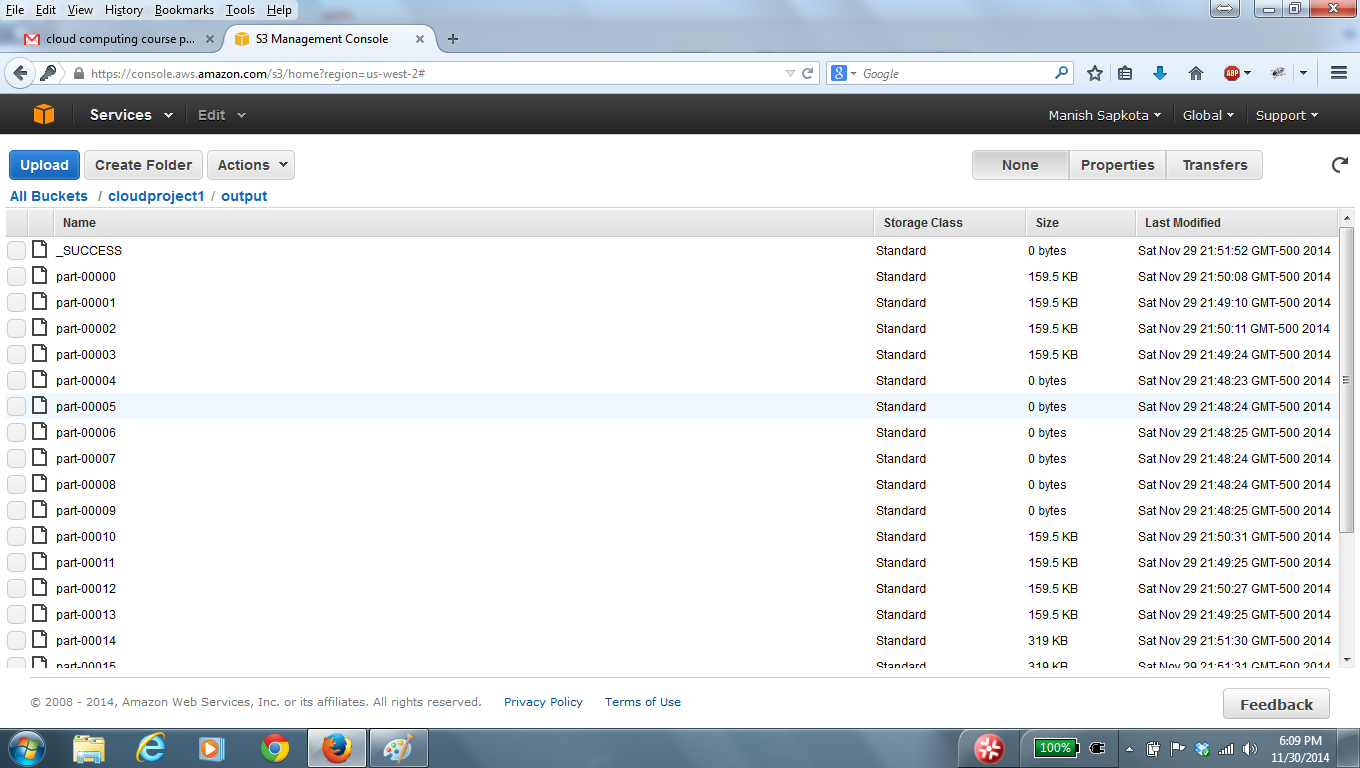 File Edit View History Bookmarks Tools Help
cloud computing course p... S3 Management Console
https://console.aws.amazon.com/s3/home?region=us-west-2# Google ABP
Services Edit Manish Sapkota Global Support
Upload Create Folder Actions None Properties Transfers
All Buckets / cloudproject1 / output
Name Storage Class Size Last Modified
_SUCCESS Standard 0 bytes Sat Nov 29 21:51:52 GMT-500 2014
part-00000 Standard 159.5 KB Sat Nov 29 21:50:08 GMT-500 2014
part-00001 Standard 159.5 KB Sat Nov 29 21:49:10 GMT-500 2014
part-00002 Standard 159.5 KB Sat Nov 29 21:50:11 GMT-500 2014
part-00003 Standard 159.5 KB Sat Nov 29 21:49:24 GMT-500 2014
part-00004 Standard 0 bytes Sat Nov 29 21:48:23 GMT-500 2014
part-00005 Standard 0 bytes Sat Nov 29 21:48:24 GMT-500 2014
part-00006 Standard 0 bytes Sat Nov 29 21:48:25 GMT-500 2014
part-00007 Standard 0 bytes Sat Nov 29 21:48:24 GMT-500 2014
part-00008 Standard 0 bytes Sat Nov 29 21:48:24 GMT-500 2014
part-00009 Standard 0 bytes Sat Nov 29 21:48:25 GMT-500 2014
part-00010 Standard 159.5 KB Sat Nov 29 21:50:31 GMT-500 2014
part-00011 Standard 159.5 KB Sat Nov 29 21:49:25 GMT-500 2014
part-00012 Standard 159.5 KB Sat Nov 29 21:50:27 GMT-500 2014
part-00013 Standard 159.5 KB Sat Nov 29 21:49:25 GMT-500 2014
part-00014 Standard 319 KB Sat Nov 29 21:51:30 GMT-500 2014
part-00015 Standard 319 KB Sat Nov 29 21:51:31 GMT-500 2014
© 2008 - 2014, Amazon Web Services, Inc. or its affiliates. All rights reserved. Privacy Policy Terms of Use Feedback
100% 6:09 PM
11/30/2014